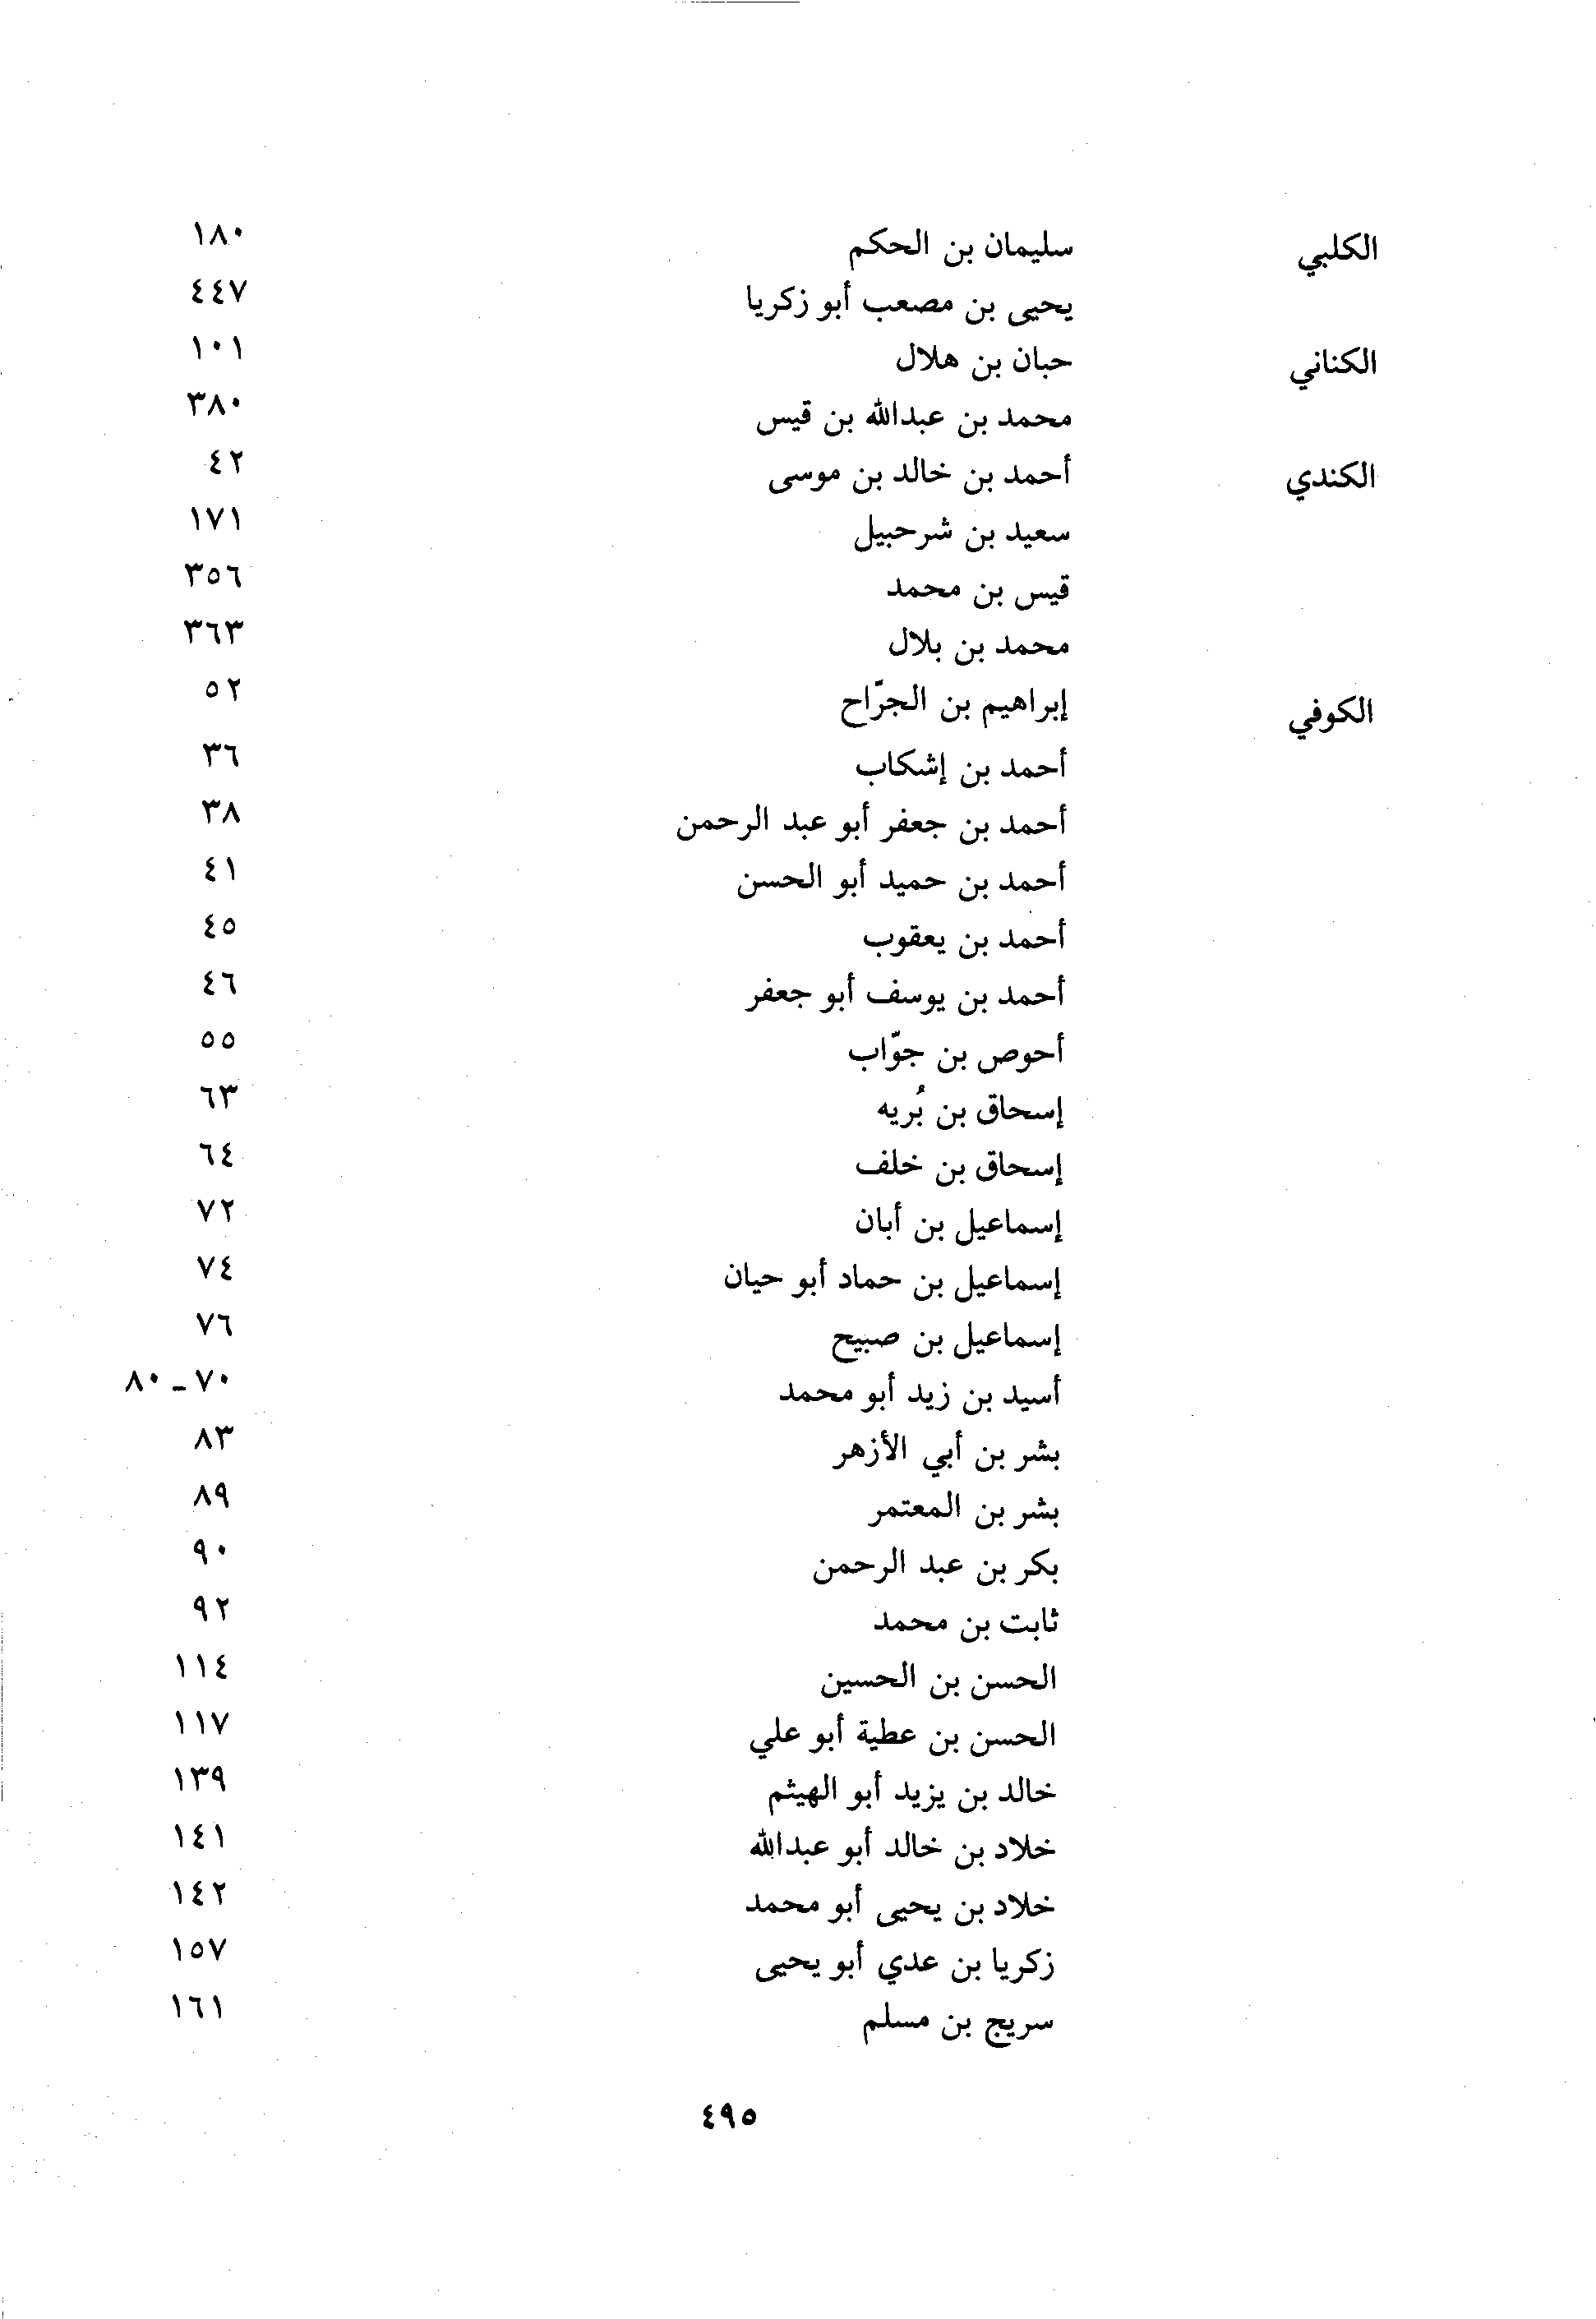 الكلبي سليمان بن الحكم ١٨٠
يحيى بن مصعب أبو زكريا ٤٤٧
الكناني حبان بن هلال ١٠١
محمد بن عبدالله بن قيس ٣٨٠
الكندي أحمد بن خالد بن موسى ٤٢
سعيد بن شرحبيل ١٧١
قيس بن محمد ٣٥٦
محمد بن بلال ٣٦٣
الكوفي إبراهيم بن الجرّاح ٥٢
أحمد بن إشكاب ٣٦
أحمد بن جعفر أبو عبد الرحمن ٣٨
أحمد بن حميد أبو الحسن ٤١
أحمد بن يعقوب ٤٥
أحمد بن يوسف أبو جعفر ٤٦
أحوص بن جوّاب ٥٥
إسحاق بن بُريه ٦٣
إسحاق بن خلف ٦٤
إسماعيل بن أبان ٧٢
إسماعيل بن حماد أبو حيان ٧٤
إسماعيل بن صبيح ٧٦
أسيد بن زيد أبو محمد ٧٠ - ٨٠
بشر بن أبي الأزهر ٨٣
بشر بن المعتمر ٨٩
بكر بن عبد الرحمن ٩٠
ثابت بن محمد ٩٢
الحسن بن الحسين ١١٤
الحسن بن عطية أبو علي ١١٧
خالد بن يزيد أبو الهيثم ١٣٩
خلاد بن خالد أبو عبدالله ١٤١
خلاد بن يحيى أبو محمد ١٤٢
زكريا بن عدي أبو يحيى ١٥٧
سريج بن مسلم ١٦١
٤٩٥